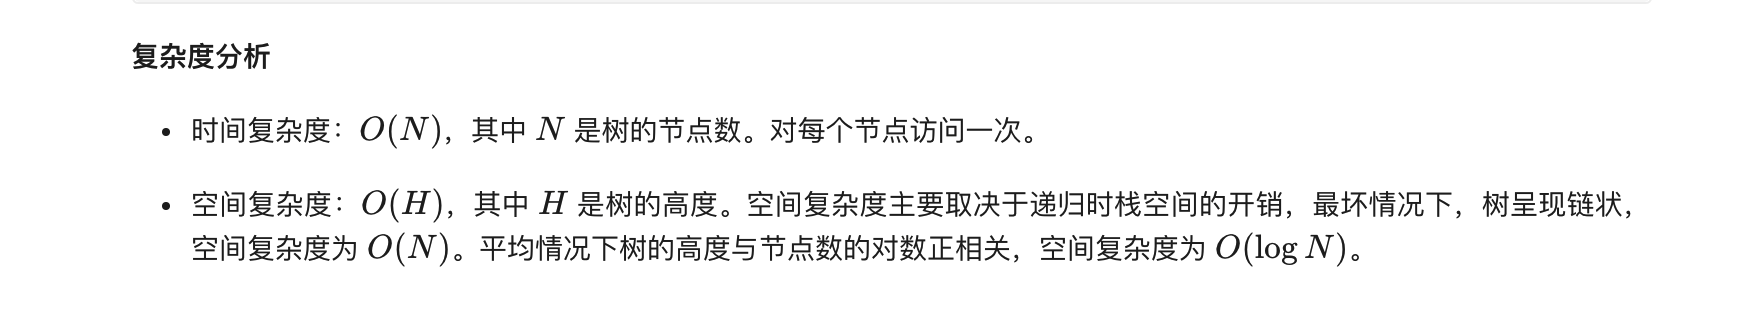 复杂度分析
• 时间复杂度：O(N)，其中 N 是树的节点数。对每个节点访问一次。
• 空间复杂度：O(H)，其中 H 是树的高度。空间复杂度主要取决于递归时栈空间的开销，最坏情况下，树呈现链状，
空间复杂度为 O(N)。平均情况下树的高度与节点数的对数正相关，空间复杂度为 O(log N)。